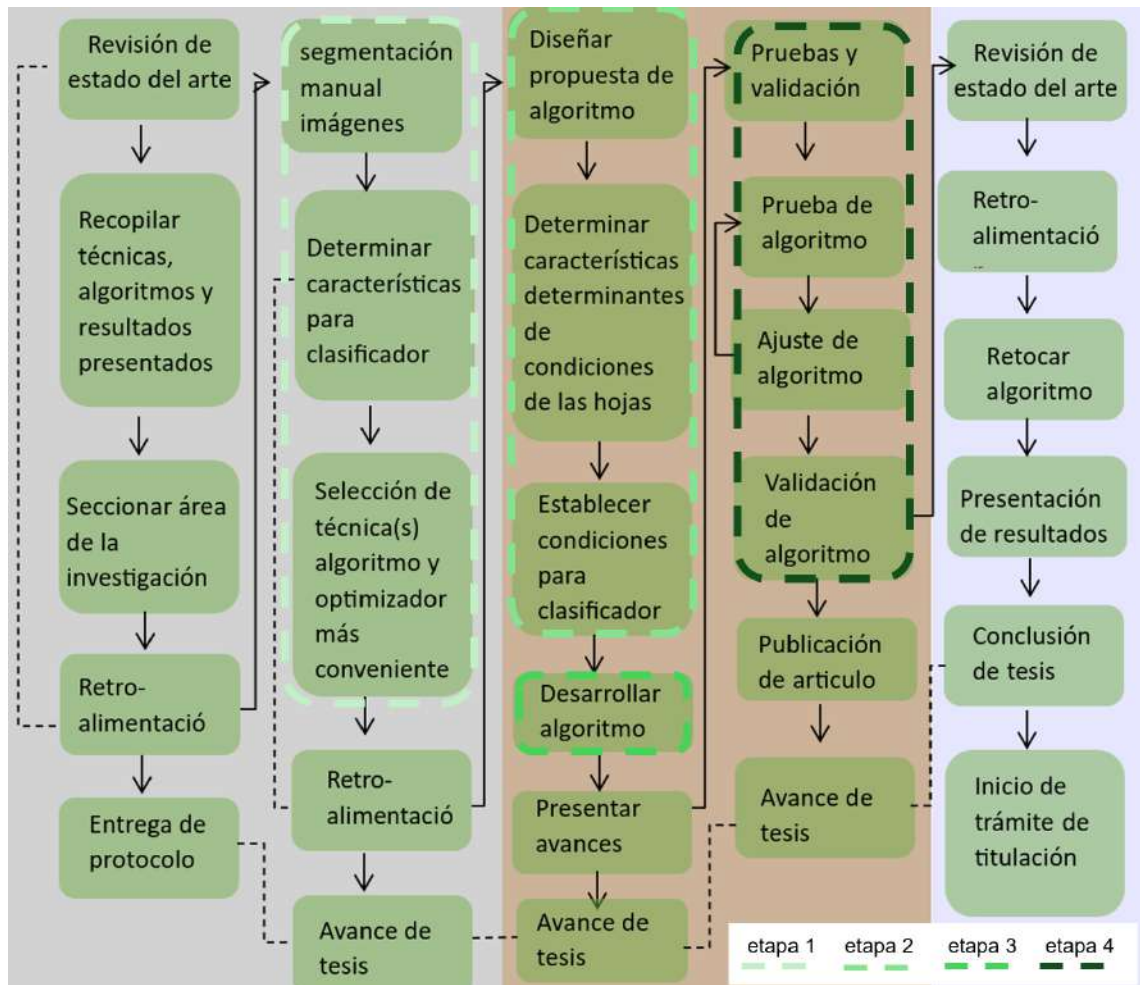 Revisión de
estado del arte
Recopilar
técnicas,
algoritmos y
resultados
presentados
Seccionar área
de la
investigación
Retro-
alimentació
Entrega de
protocolo
segmentación
manual
imágenes
Determinar
características
para
clasificador
Selección de
técnica(s)
algoritmo y
optimizador
más
conveniente
Retro-
alimentació
Avance de
tesis
Diseñar
propuesta de
algoritmo
Determinar
características
determinantes
de
condiciones
de las hojas
Establecer
condiciones
para
clasificador
Desarrollar
algoritmo
Presentar
avances
Avance de
tesis
Pruebas y
validación
Prueba de
algoritmo
Ajuste de
algoritmo
Validación
de
algoritmo
Publicación
de artículo
Avance de
tesis
Revisión de
estado del arte
Retro-
alimentació
Retocar
algoritmo
Presentación
de resultados
Conclusión
de tesis
Inicio de
trámite de
titulación
etapa 1 etapa 2 etapa 3 etapa 4